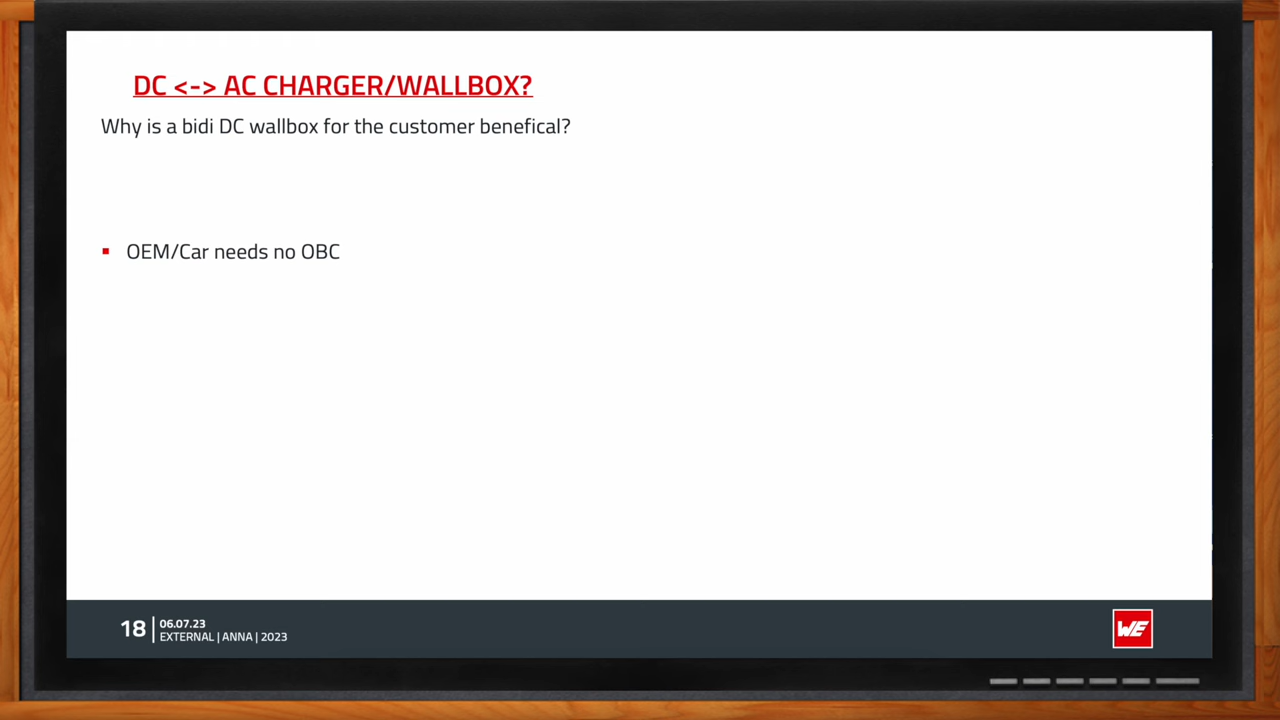 DC <-> AC CHARGER/WALLBOX?
Why is a bidi DC wallbox for the customer benefical?
▪ OEM/Car needs no OBC
18 | 06.07.23
EXTERNAL | ANNA | 2023
WE